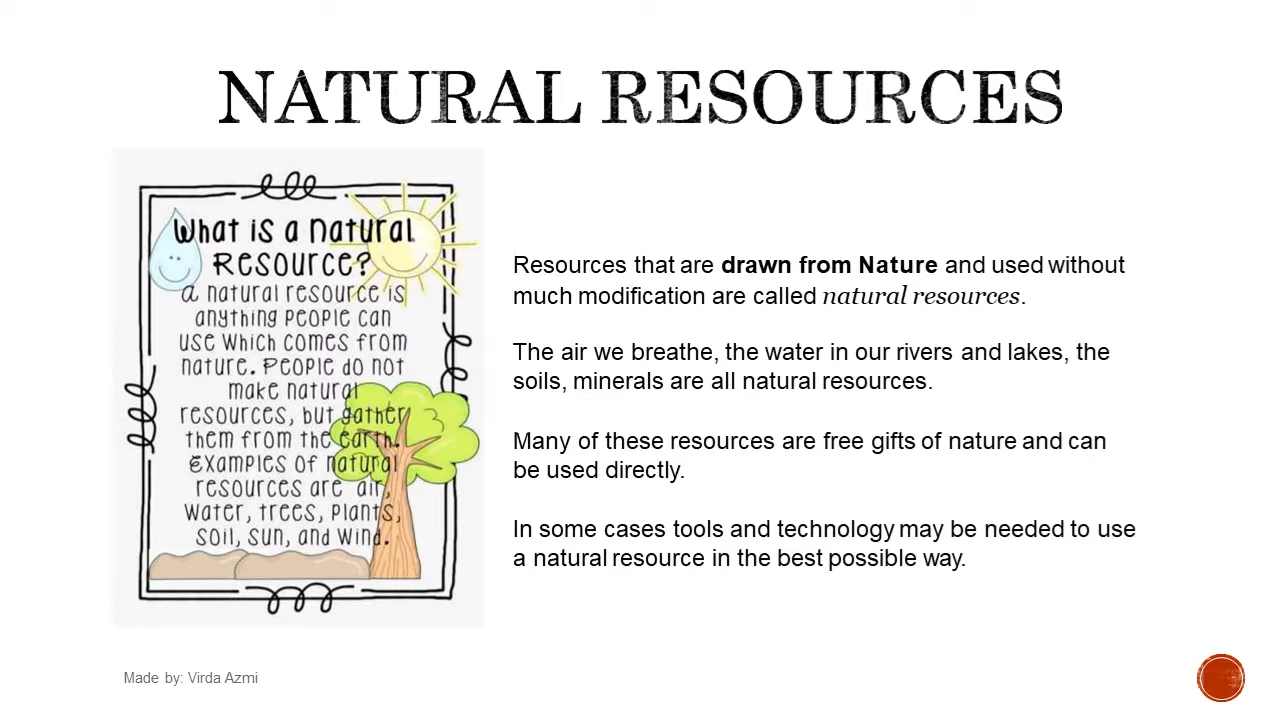 NATURAL RESOURCES
What is a Natural
Resource?
a natural resource is
anything people can
use which comes from
nature. People do not
make natural
resources, but gather
them from the earth.
Examples of natural
resources are air,
water, trees, plants,
soil, sun, and wind.
Resources that are drawn from Nature and used without
much modification are called natural resources.
The air we breathe, the water in our rivers and lakes, the
soils, minerals are all natural resources.
Many of these resources are free gifts of nature and can
be used directly.
In some cases tools and technology may be needed to use
a natural resource in the best possible way.
Made by: Virda Azmi